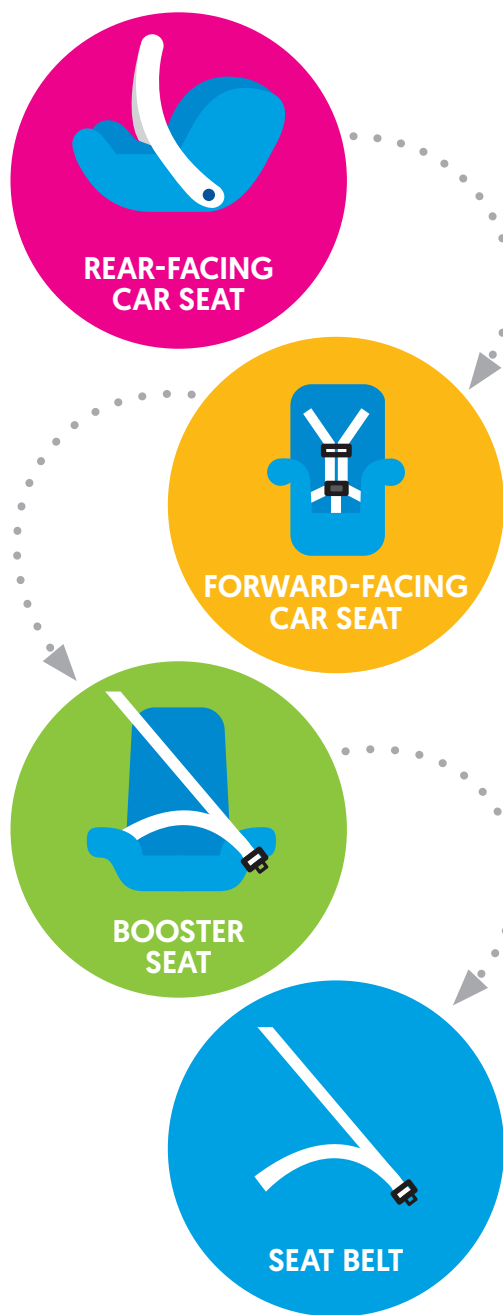 REAR-FACING
CAR SEAT
FORWARD-FACING
CAR SEAT
BOOSTER
SEAT
SEAT BELT